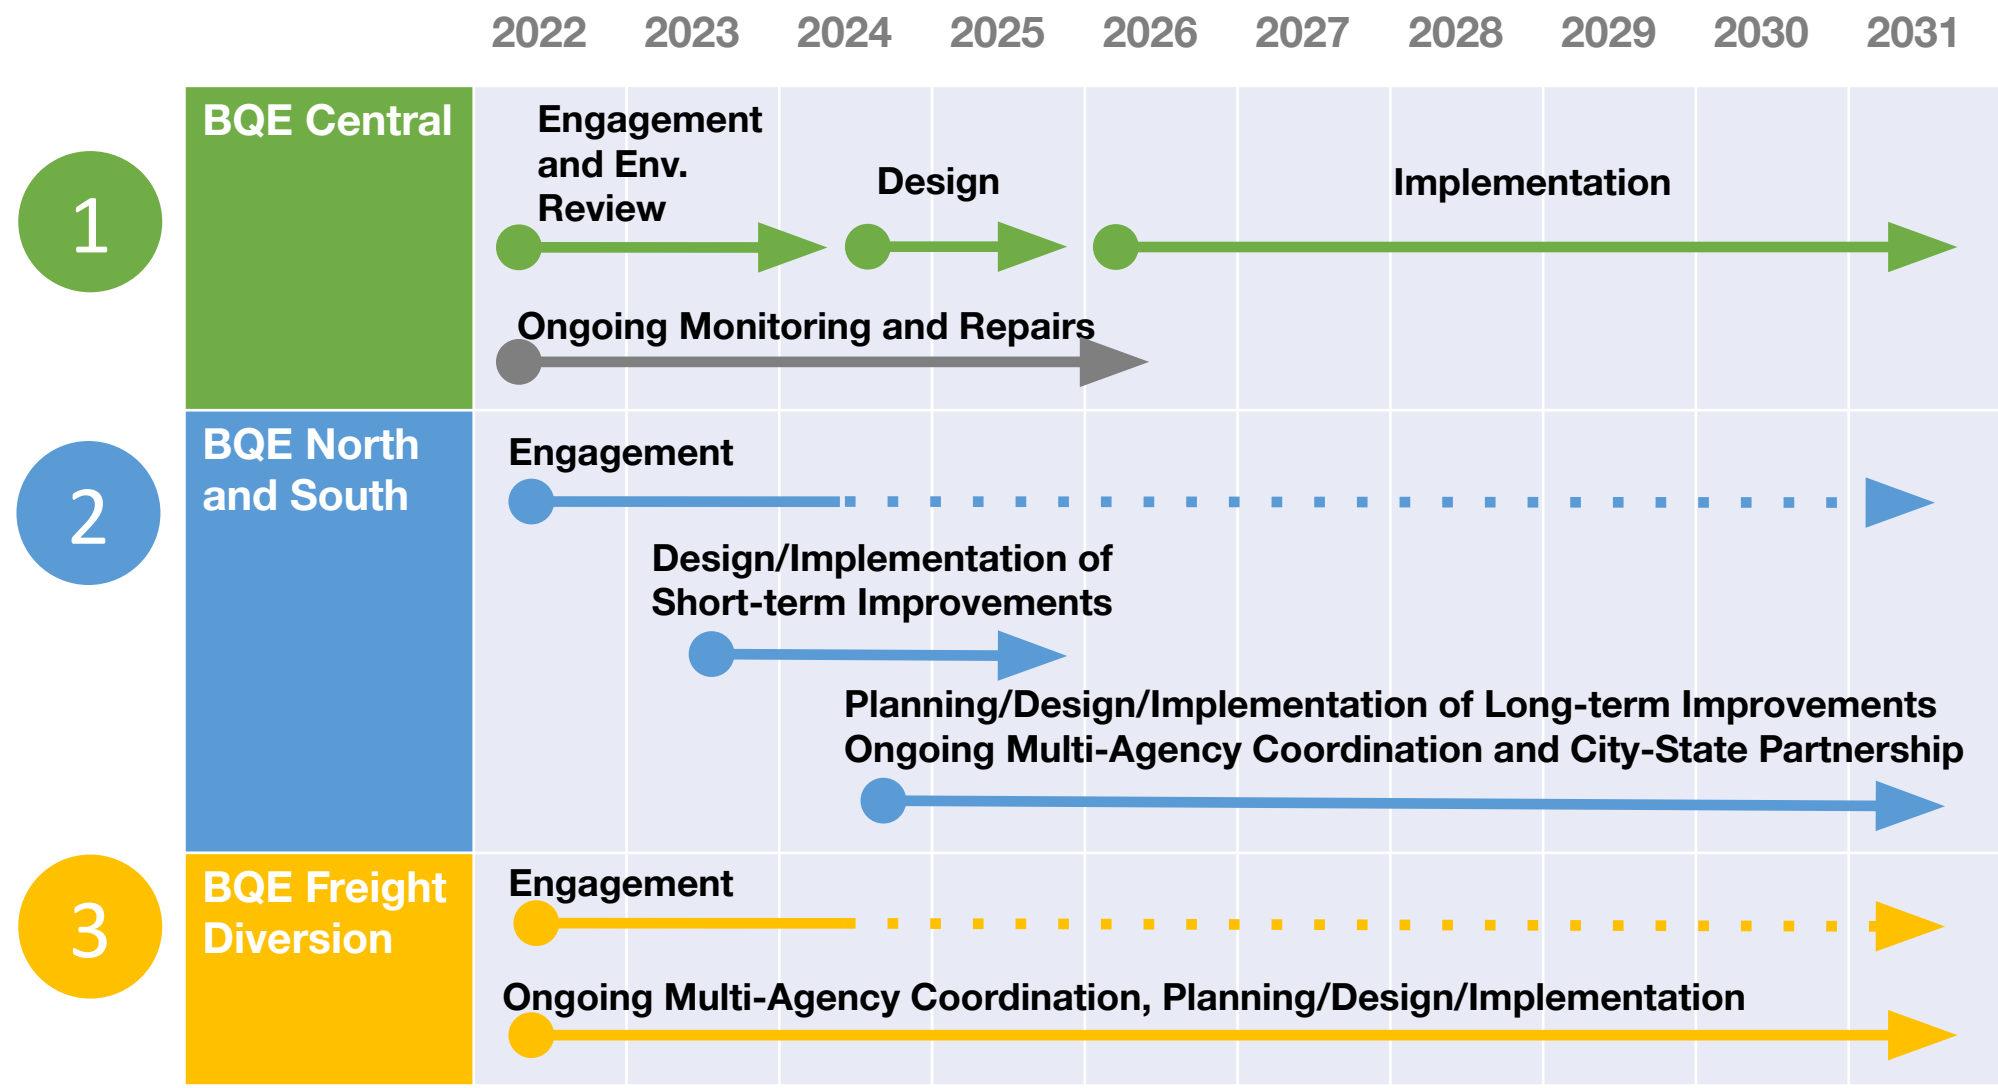 2022 2023 2024 2025 2026 2027 2028 2029 2030 2031
1
BQE Central
Engagement
and Env.
Review
Design
Implementation
Ongoing Monitoring and Repairs
2
BQE North
and South
Engagement
Design/Implementation of
Short-term Improvements
Planning/Design/Implementation of Long-term Improvements
Ongoing Multi-Agency Coordination and City-State Partnership
3
BQE Freight
Diversion
Engagement
Ongoing Multi-Agency Coordination, Planning/Design/Implementation